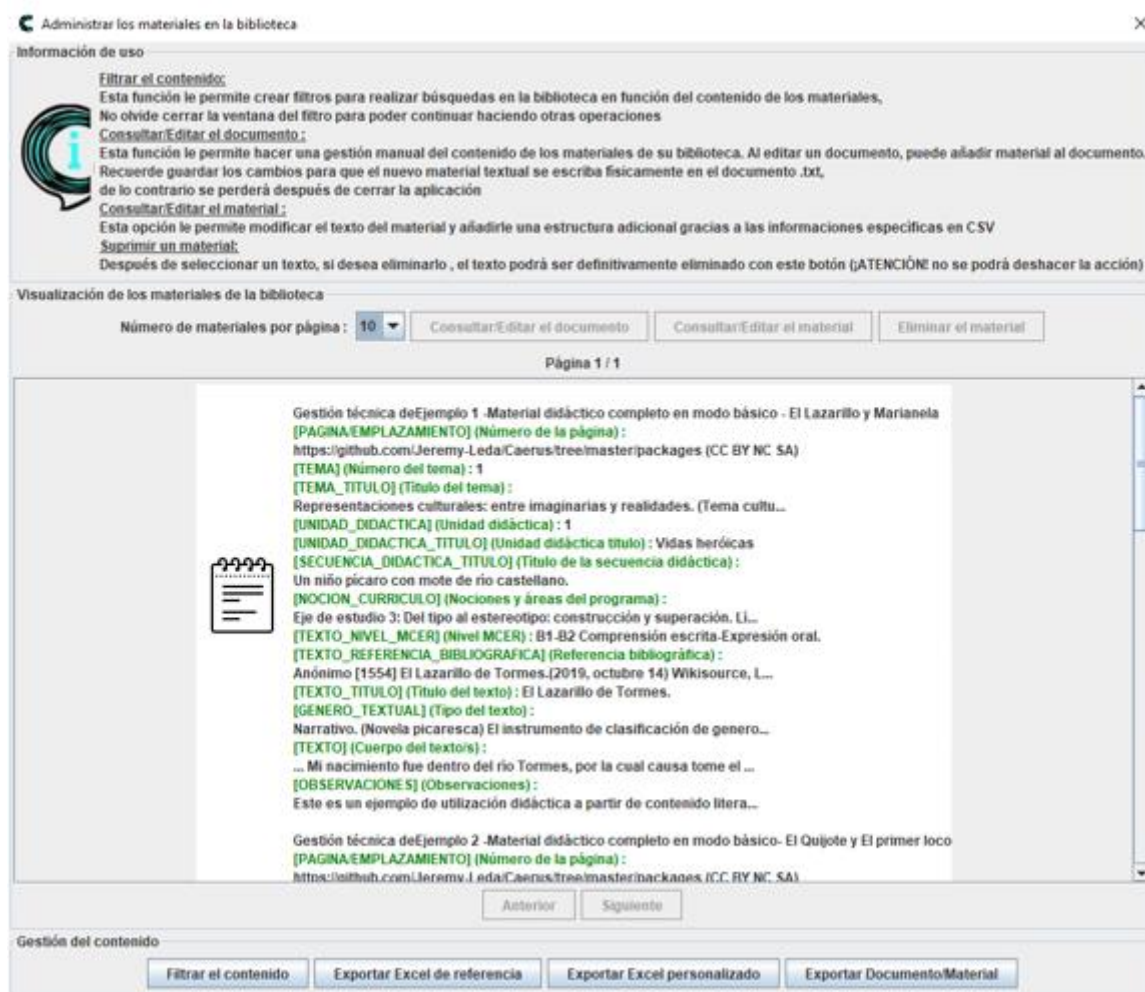 Administrar los materiales en la biblioteca
Información de uso
Filtrar el contenido:
Esta función le permite crear filtros para realizar búsquedas en la biblioteca en función del contenido de los materiales,
No olvide cerrar la ventana del filtro para poder continuar haciendo otras operaciones
Consultar/Editar el documento :
Esta función le permite hacer una gestión manual del contenido de los materiales de su biblioteca. Al editar un documento, puede añadir material al documento.
Recuerde guardar los cambios para que el nuevo material textual se escriba físicamente en el documento .txt,
de lo contrario se perderá después de cerrar la aplicación
Consultar/Editar el material :
Esta opción le permite modificar el texto del material y añadirle una estructura adicional gracias a las informaciones específicas en CSV
Suprimir un material:
Después de seleccionar un texto, si desea eliminarlo , el texto podrá ser definitivamente eliminado con este botón (¡ATENCIÓN! no se podrá deshacer la acción)
Visualización de los materiales de la biblioteca
Número de materiales por página : 10 Consultar/Editar el documento Consultar/Editar el material Eliminar el material
Página 1 / 1
Gestión técnica deEjemplo 1 -Material didáctico completo en modo básico - El Lazarillo y Marianela
[PAGINA/EMPLAZAMIENTO] (Número de la página) :
https://github.com/Jeremy-Leda/Caerus/tree/master/packages (CC BY NC SA)
[TEMA] (Número del tema) : 1
[TEMA_TITULO] (Título del tema) :
Representaciones culturales: entre imaginarias y realidades. (Tema cultu...
[UNIDAD_DIDACTICA] (Unidad didáctica) : 1
[UNIDAD_DIDACTICA_TITULO] (Unidad didáctica título) : Vidas heróicas
[SECUENCIA_DIDACTICA_TITULO] (Título de la secuencia didáctica) :
Un niño pícaro con mote de río castellano.
[NOCION_CURRICULO] (Nociones y áreas del programa) :
Eje de estudio 3: Del tipo al estereotipo: construcción y superación. Li...
[TEXTO_NIVEL_MCER] (Nivel MCER) : B1-B2 Comprensión escrita-Expresión oral.
[TEXTO_REFERENCIA_BIBLIOGRAFICA] (Referencia bibliográfica) :
Anónimo [1554] El Lazarillo de Tormes.(2019, octubre 14) Wikisource, L...
[TEXTO_TITULO] (Título del texto) : El Lazarillo de Tormes.
[GENERO_TEXTUAL] (Tipo del texto) :
Narrativo. (Novela picaresca) El instrumento de clasificación de genero...
[TEXTO] (Cuerpo del texto/s) :
... Mi nacimiento fue dentro del río Tormes, por la cual causa tome el ...
[OBSERVACIONES] (Observaciones) :
Este es un ejemplo de utilización didáctica a partir de contenido litera...
Gestión técnica deEjemplo 2 -Material didáctico completo en modo básico- El Quijote y El primer loco
[PAGINA/EMPLAZAMIENTO] (Número de la página) :
https://github.com/Jeremy-Leda/Caerus/tree/master/packages (CC BY NC SA)
Anterior Siguiente
Gestión del contenido
Filtrar el contenido Exportar Excel de referencia Exportar Excel personalizado Exportar Documento/Material